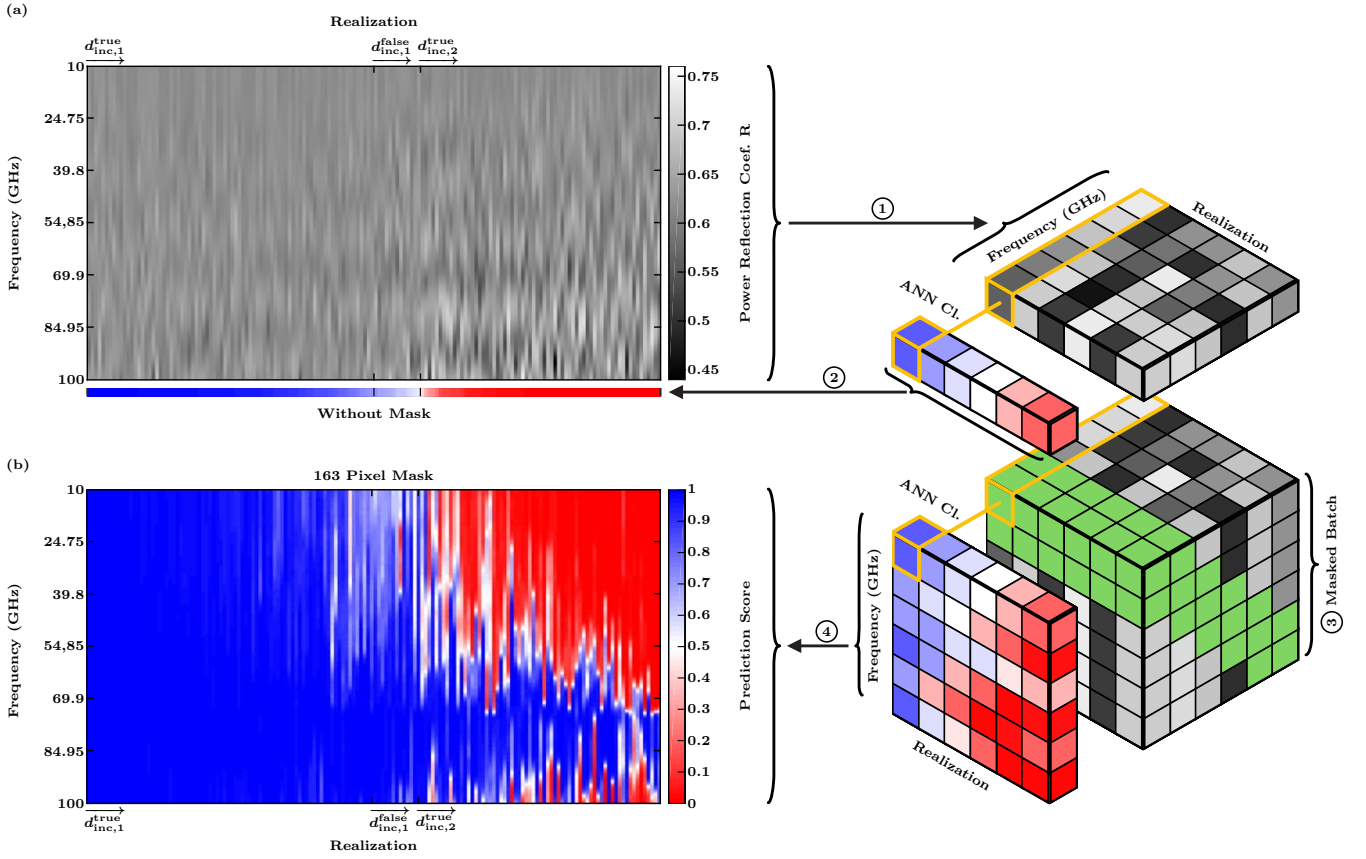 (a)
Realization
d_inc,1^true d_inc,1^false d_inc,2^true
10
24.75
39.8
54,85
69.9
84.95
100
Frequency (GHz)
0.75
0.7
0.65
0.6
0.55
0.5
0.45
Power Reflection Coef. R
Without Mask
1
2
Frequency (GHz)
Realization
ANN Cl.
(b)
163 Pixel Mask
10
24.75
39.8
54.85
69.9
84.95
100
Frequency (GHz)
1
0.9
0.8
0.7
0.6
0.5
0.4
0.3
0.2
0.1
0
Prediction Score
d_inc,1^true d_inc,1^false d_inc,2^true
Realization
4
Frequency (GHz)
ANN Cl.
Realization
3 Masked Batch